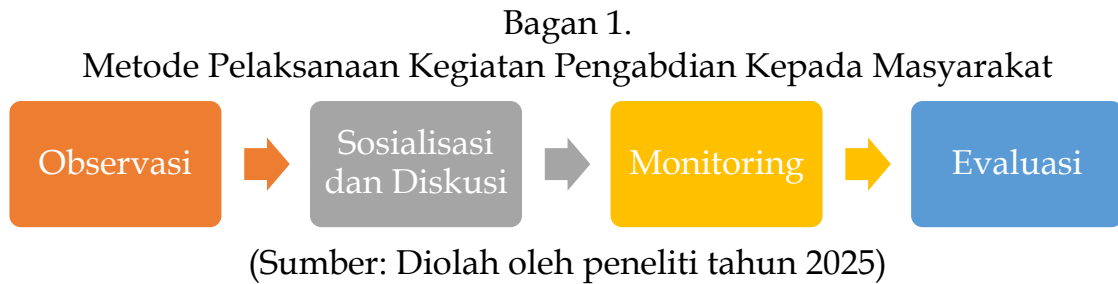 Bagan 1.
Metode Pelaksanaan Kegiatan Pengabdian Kepada Masyarakat
Observasi
Sosialisasi
dan Diskusi
Monitoring
Evaluasi
(Sumber: Diolah oleh peneliti tahun 2025)